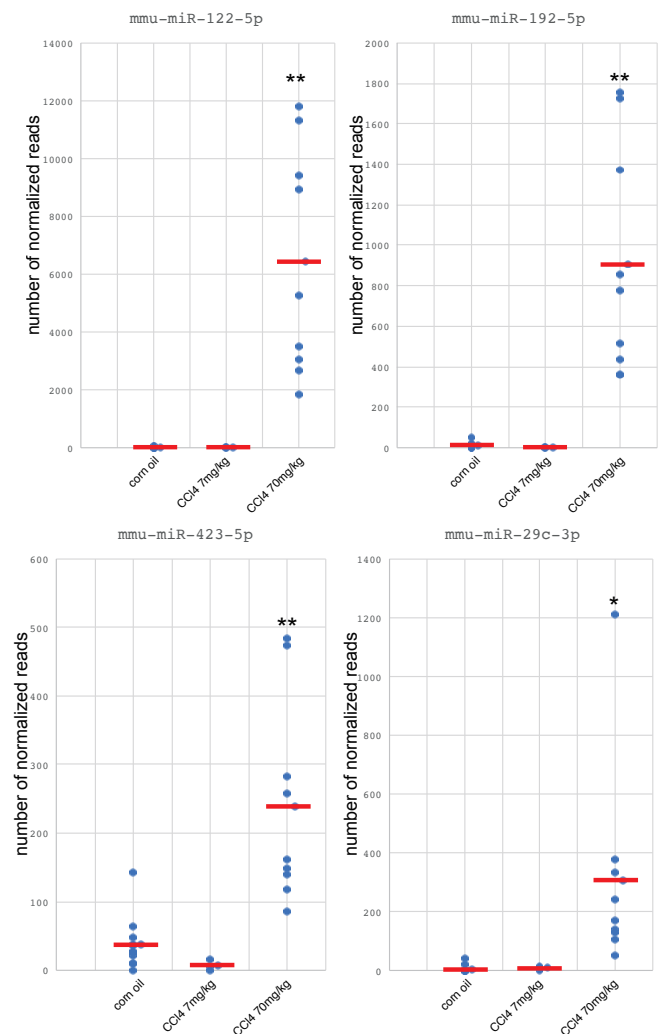 mmu-miR-122-5p
number of normalized reads
14000
12000
10000
8000
6000
4000
2000
0
**
corn oil
CCl4 7mg/kg
CCl4 70mg/kg
mmu-miR-192-5p
number of normalized reads
2000
1800
1600
1400
1200
1000
800
600
400
200
0
**
corn oil
CCl4 7mg/kg
CCl4 70mg/kg
mmu-miR-423-5p
number of normalized reads
600
500
400
300
200
100
0
**
corn oil
CCl4 7mg/kg
CCl4 70mg/kg
mmu-miR-29c-3p
number of normalized reads
1400
1200
1000
800
600
400
200
0
*
corn oil
CCl4 7mg/kg
CCl4 70mg/kg